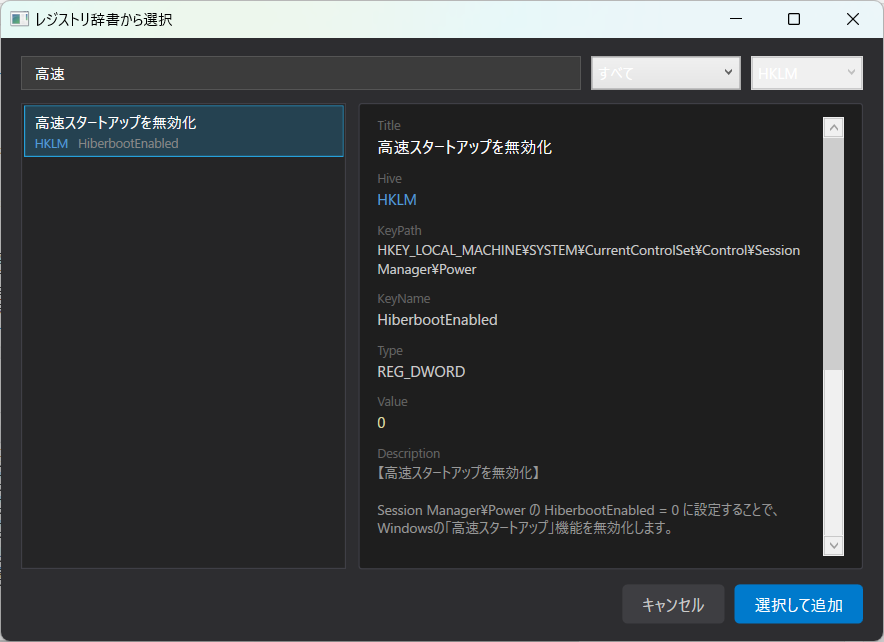 レジストリ辞書から選択
高速
すべて
HKLM
高速スタートアップを無効化
HKLM HiberbootEnabled
Title
高速スタートアップを無効化
Hive
HKLM
KeyPath
HKEY_LOCAL_MACHINE¥SYSTEM¥CurrentControlSet¥Control¥Session
Manager¥Power
KeyName
HiberbootEnabled
Type
REG_DWORD
Value
0
Description
【高速スタートアップを無効化】
Session Manager¥Power の HiberbootEnabled = 0 に設定することで、
Windowsの「高速スタートアップ」機能を無効化します。
キャンセル
選択して追加